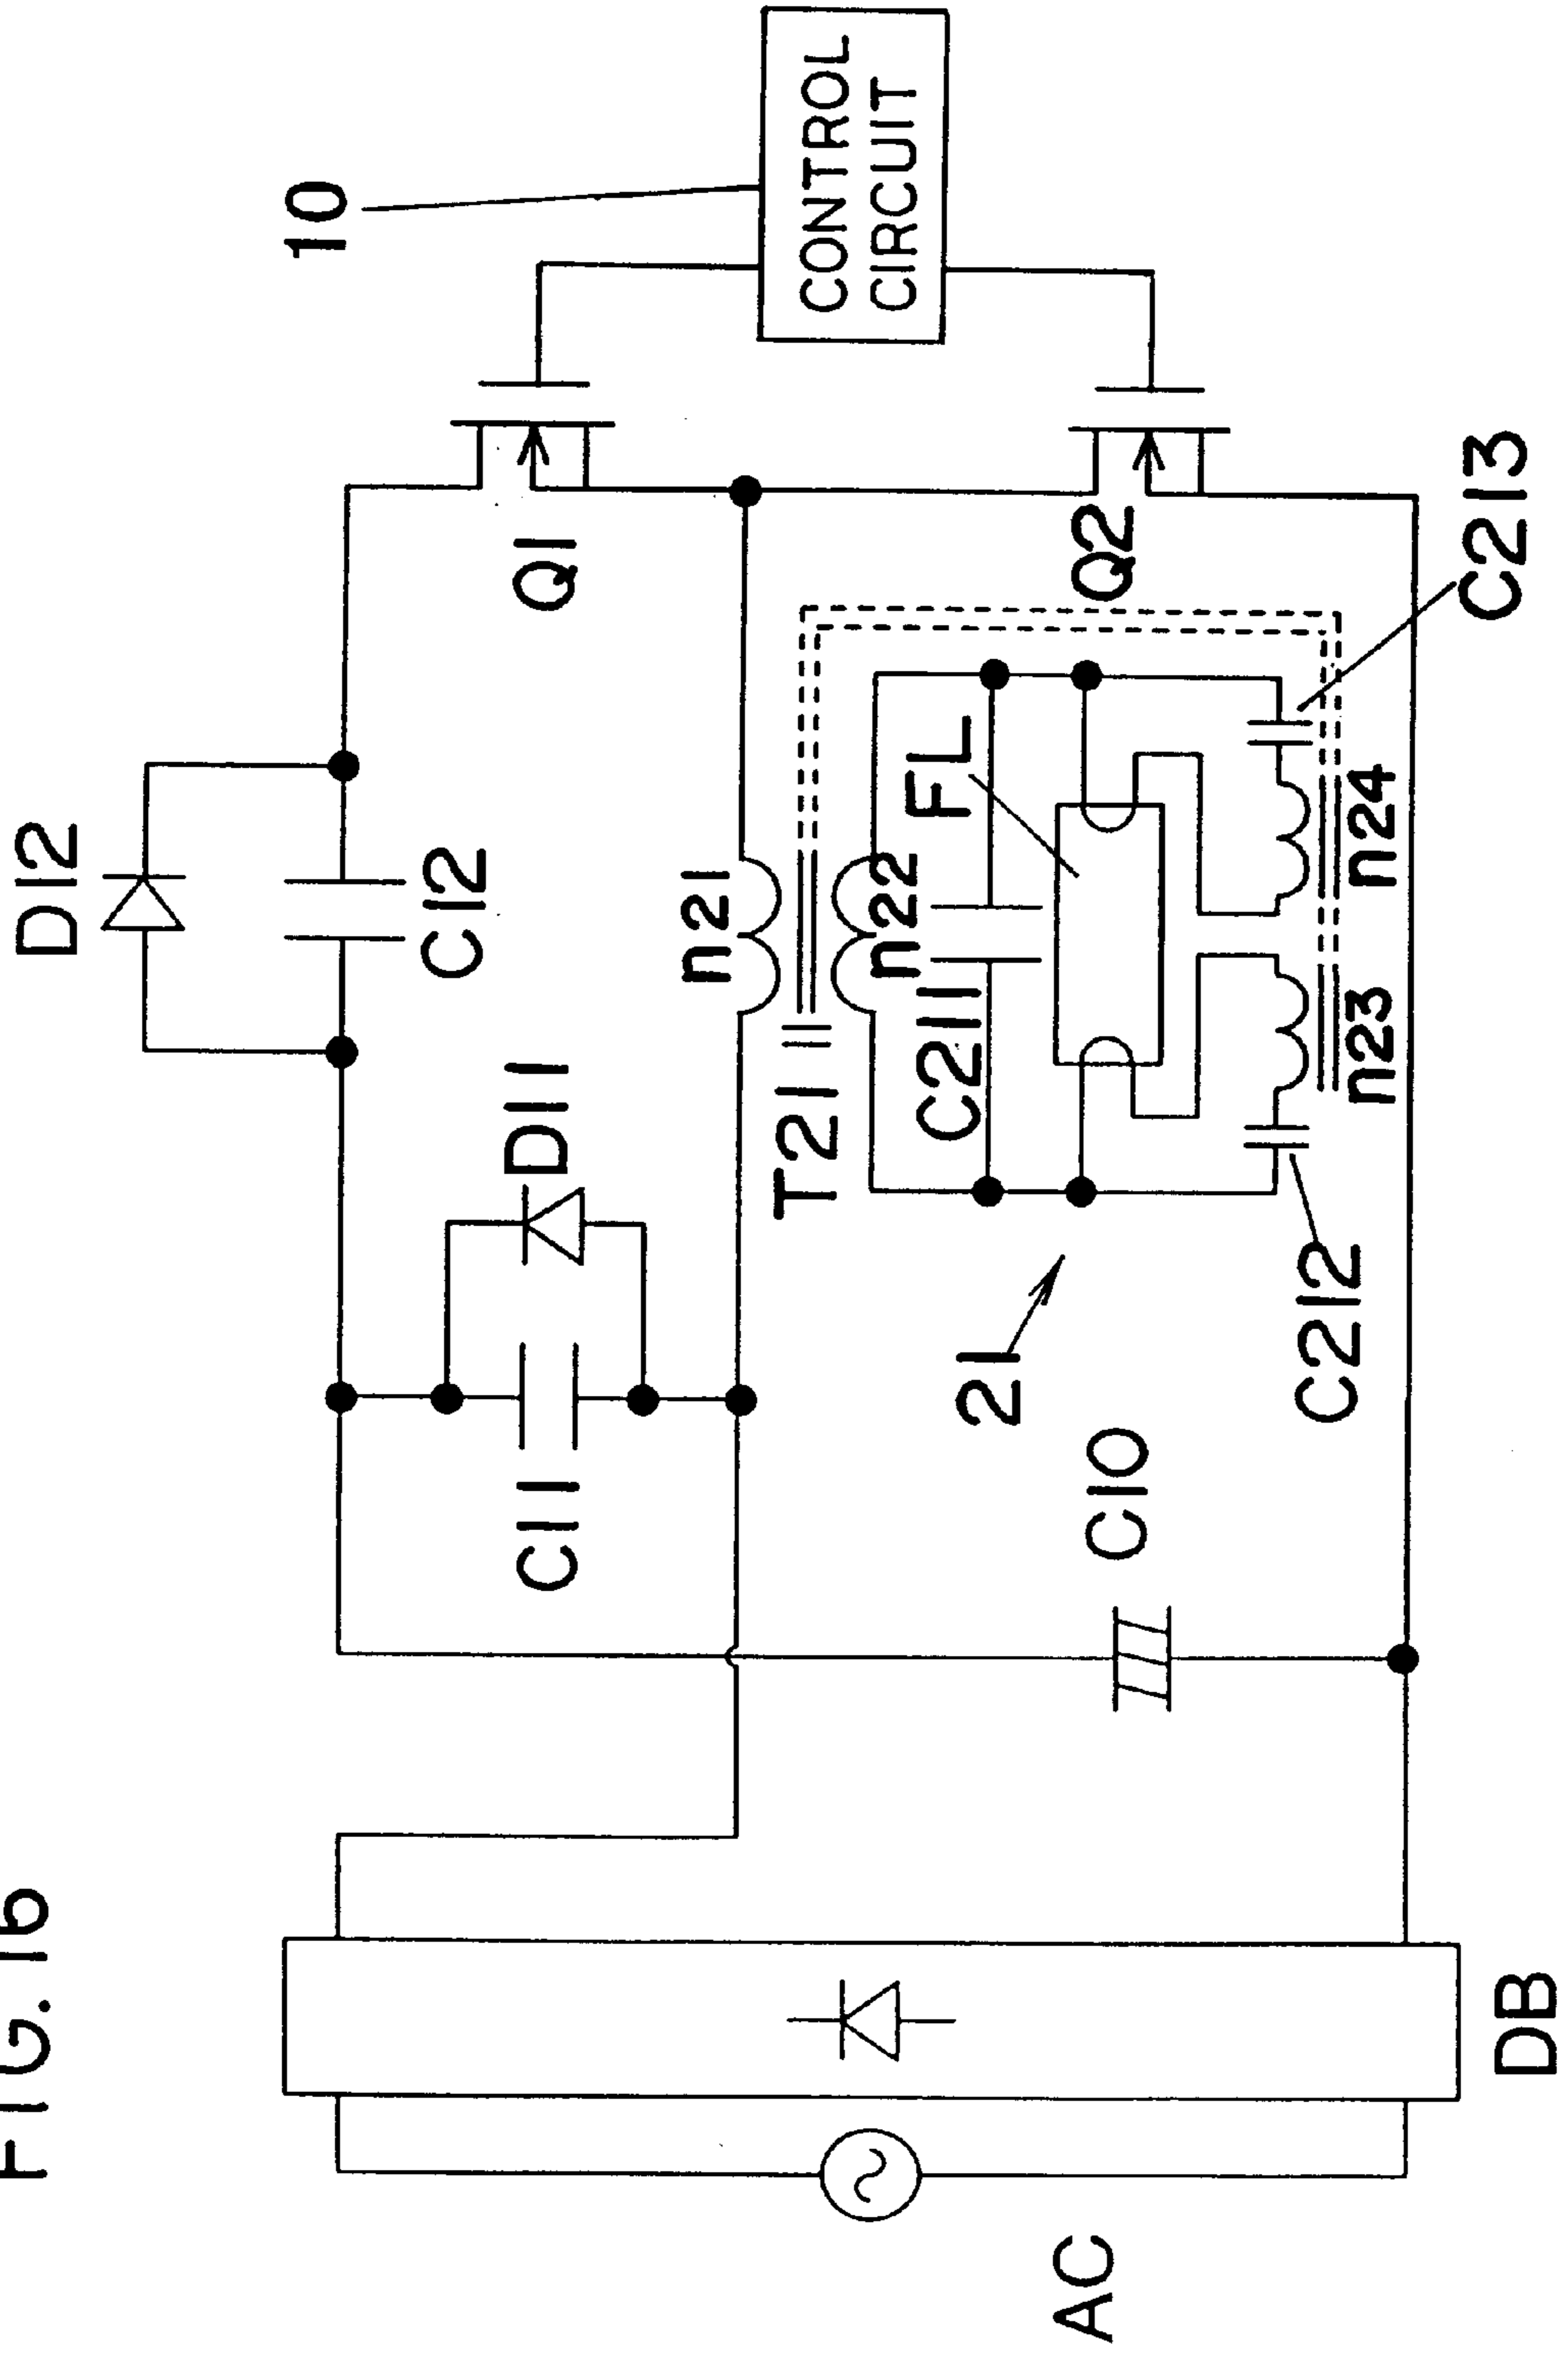 FIG. 16
D12
C12
10
C11
D11
Q1
n21
CONTROL
CIRCUIT
T21
n22
C211
FL
21
C10
Q2
n23
n24
C212
C213
AC
DB